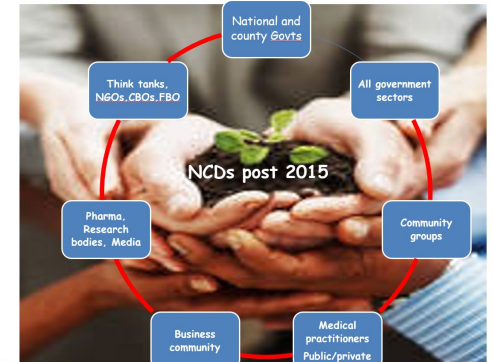 National and
county Govts
Think tanks,
NGOs,CBOs,FBO
All government
sectors
NCDs post 2015
Pharma,
Research
bodies, Media
Community
groups
Business
community
Medical
practitioners
Public/private